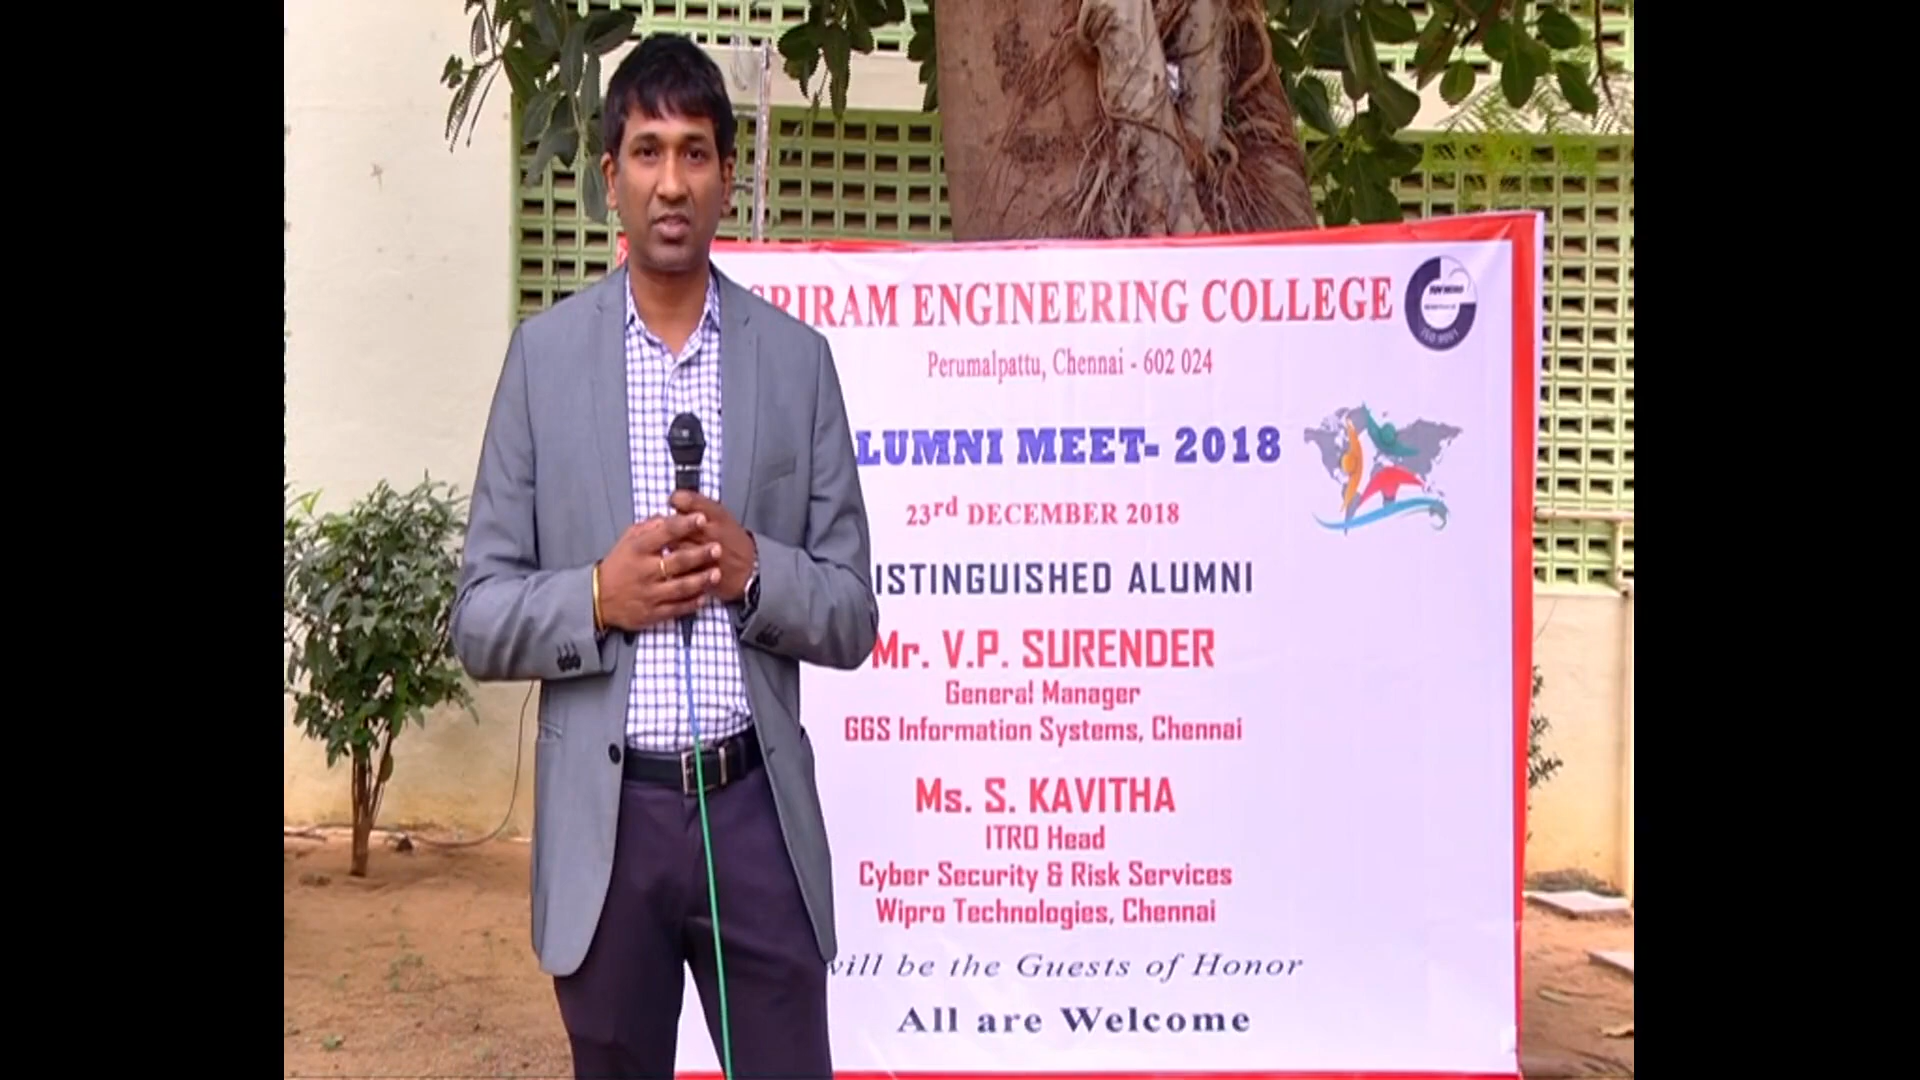 SRIRAM ENGINEERING COLLEGE
Perumalpattu, Chennai - 602 024
LUMNI MEET- 2018
23rd DECEMBER 2018
ISTINGUISHED ALUMNI
Mr. V.P. SURENDER
General Manager
GGS Information Systems, Chennai
Ms. S. KAVITHA
ITRO Head
Cyber Security & Risk Services
Wipro Technologies, Chennai
will be the Guests of Honor
All are Welcome
ISO 9001